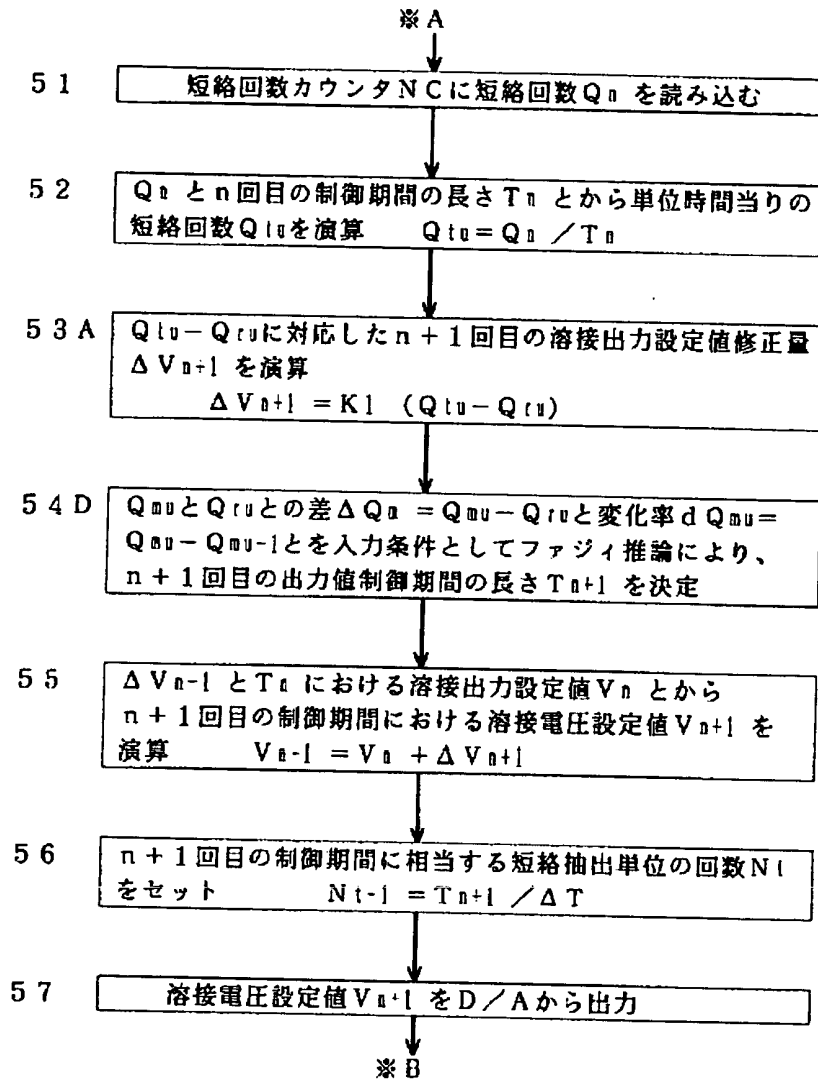 ※A
51 短絡回数カウンタNCに短絡回数Qn を読み込む
52 Qn とn回目の制御期間の長さTn とから単位時間当りの
短絡回数Qtuを演算 Qtu=Qn /Tn
53A Qtu-Qruに対応したn+1回目の溶接出力設定値修正量
ΔVn+1 を演算
ΔVn+1 =K1 (Qtu-Qru)
54D QmuとQruとの差ΔQm =Qmu-Qruと変化率dQmu=
Qmu-Qmu-1とを入力条件としてファジィ推論により、
n+1回目の出力値制御期間の長さTn+1 を決定
55 ΔVn-1 とTn における溶接出力設定値Vn とから
n+1回目の制御期間における溶接電圧設定値Vn+1 を
演算 Vn-1 =Vn +ΔVn+1
56 n+1回目の制御期間に相当する短絡抽出単位の回数Nt
をセット Nt-1 =Tn+1 /ΔT
57 溶接電圧設定値Vn+1 をD/Aから出力
※B